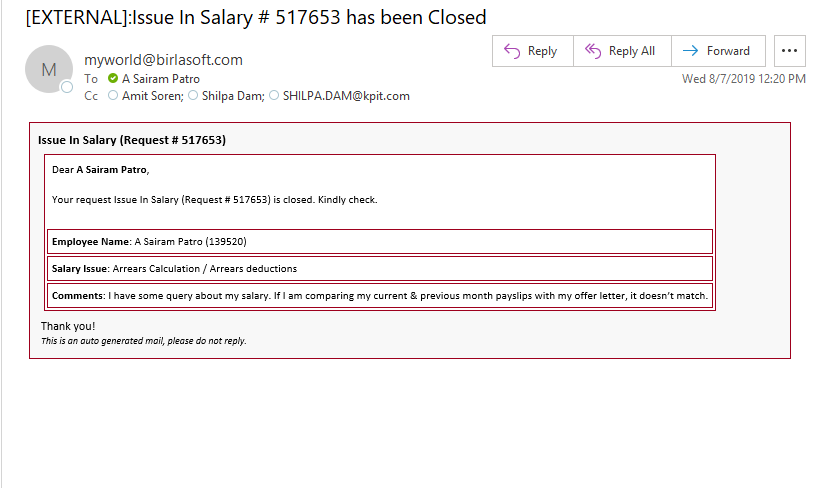 [EXTERNAL]:Issue In Salary # 517653 has been Closed
M
myworld@birlasoft.com
Reply
Reply All
Forward
To A Sairam Patro
Wed 8/7/2019 12:20 PM
Cc Amit Soren; Shilpa Dam; SHILPA.DAM@kpit.com
Issue In Salary (Request # 517653)
Dear A Sairam Patro,
Your request Issue In Salary (Request # 517653) is closed. Kindly check.
Employee Name: A Sairam Patro (139520)
Salary Issue: Arrears Calculation / Arrears deductions
Comments: I have some query about my salary. If I am comparing my current & previous month payslips with my offer letter, it doesn't match.
Thank you!
This is an auto generated mail, please do not reply.